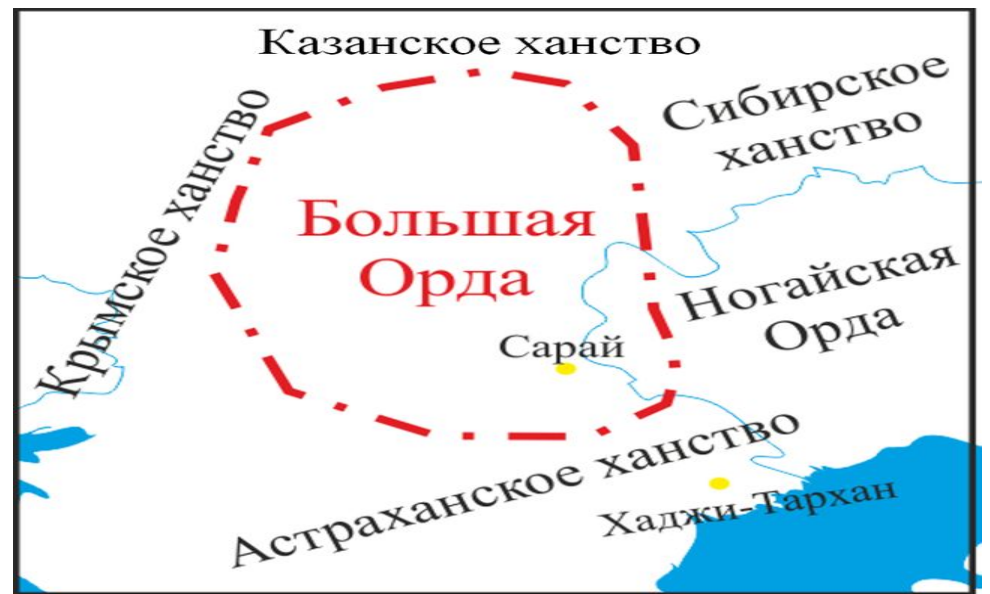 Казанское ханство
Сибирское
ханство
Крымское ханство
Большая
Орда
Ногайская
Орда
Сарай
Астраханское ханство
Хаджи-Тархан